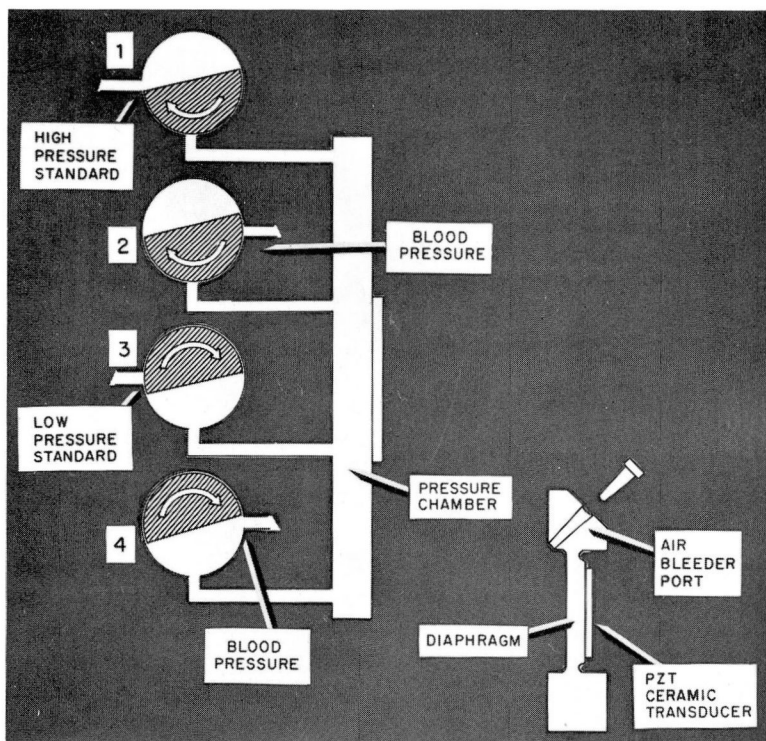 1
HIGH
PRESSURE
STANDARD
2
BLOOD
PRESSURE
3
LOW
PRESSURE
STANDARD
4
BLOOD
PRESSURE
PRESSURE
CHAMBER
AIR
BLEEDER
PORT
DIAPHRAGM
PZT
CERAMIC
TRANSDUCER